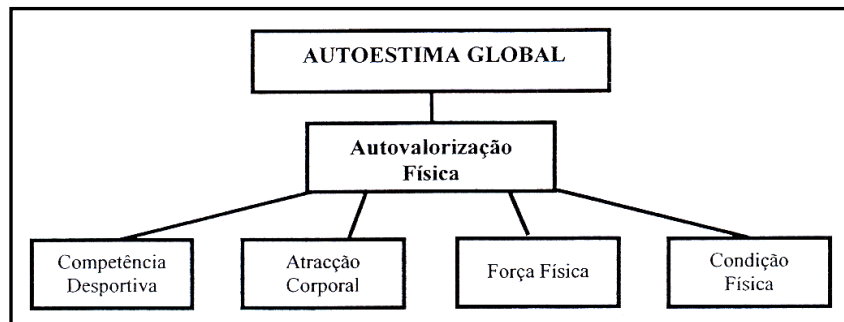 AUTOESTIMA GLOBAL
Autovalorização
Física
Competência
Desportiva
Atracção
Corporal
Força Física
Condição
Física